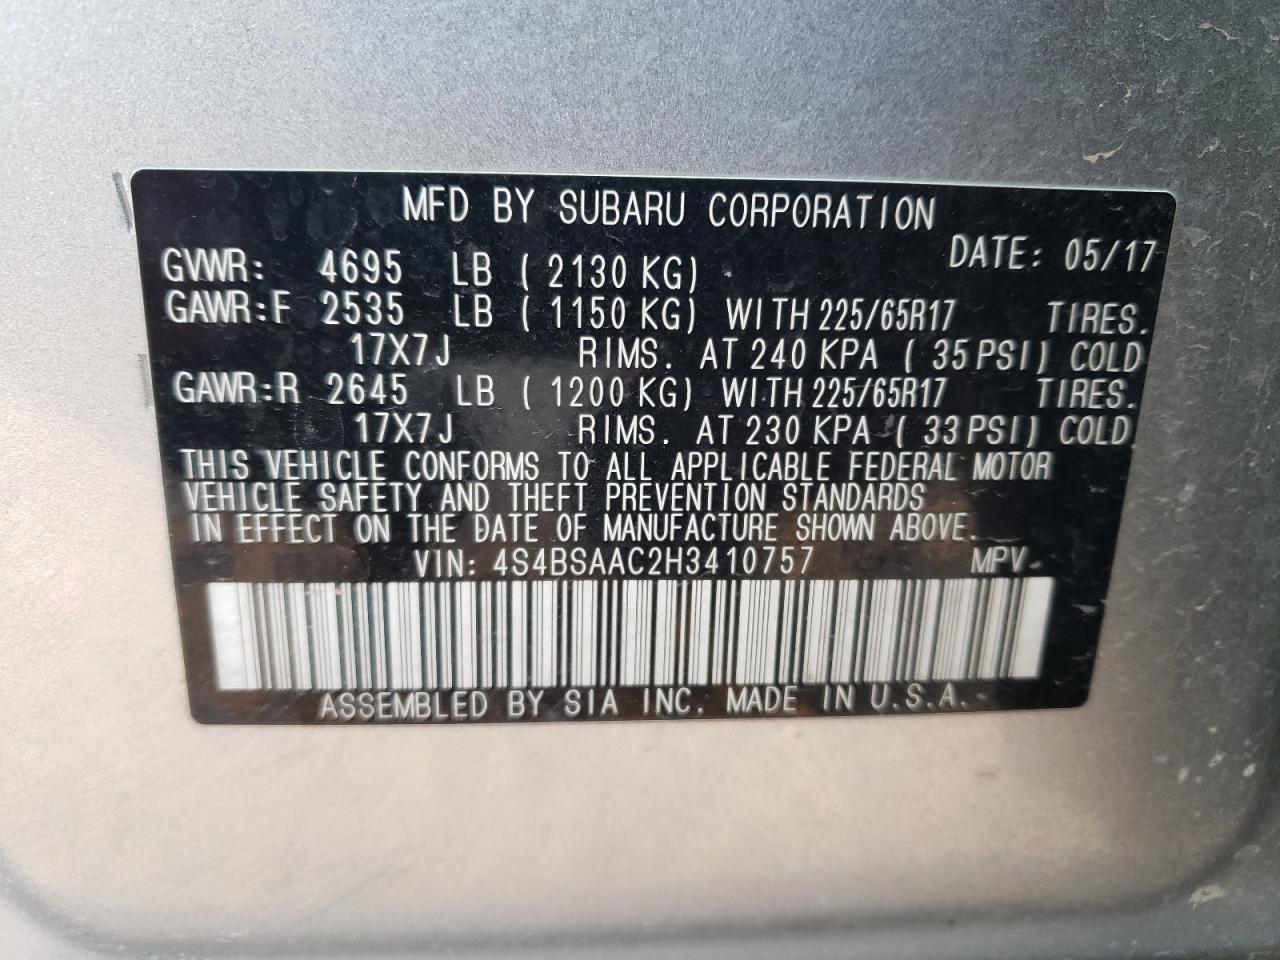 MFD BY SUBARU CORPORATION
DATE: 05/17
GVWR: 4695 LB ( 2130 KG)
GAWR:F 2535 LB ( 1150 KG) WITH 225/65R17 TIRES.
17X7J RIMS. AT 240 KPA ( 35 PSI) COLD
GAWR:R 2645 LB ( 1200 KG) WITH 225/65R17 TIRES.
17X7J RIMS. AT 230 KPA ( 33 PSI) COLD
THIS VEHICLE CONFORMS TO ALL APPLICABLE FEDERAL MOTOR
VEHICLE SAFETY AND THEFT PREVENTION STANDARDS
IN EFFECT ON THE DATE OF MANUFACTURE SHOWN ABOVE.
VIN: 4S4BSAAC2H3410757 MPV
ASSEMBLED BY SIA INC. MADE IN U.S.A.